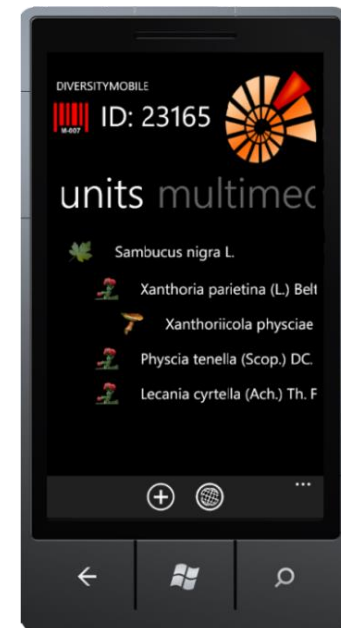 DIVERSITYMOBILE
M-007
ID: 23165
units multimec
Sambucus nigra L.
Xanthoria parietina (L.) Belt
Xanthoriicola physciae
Physcia tenella (Scop.) DC.
Lecania cyrtella (Ach.) Th. F